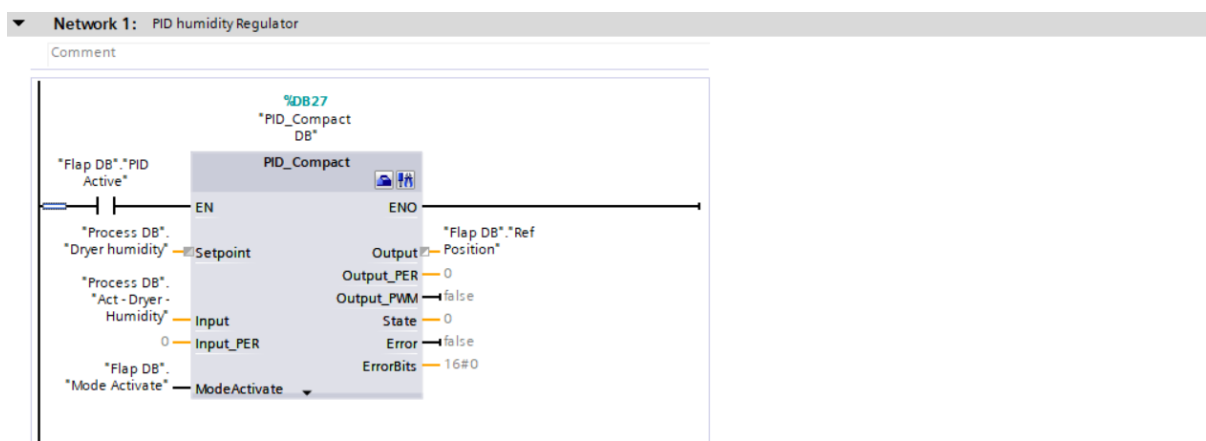 Network 1: PID humidity Regulator
Comment
%DB27
"PID_Compact
DB"
"Flap DB"."PID
Active"
PID_Compact
EN
ENO
"Process DB".
"Dryer humidity"
Setpoint
Output
"Flap DB"."Ref
Position"
Output_PER
0
"Process DB".
"Act - Dryer -
Humidity"
Input
Output_PWM
false
State
0
0
Input_PER
Error
false
ErrorBits
16#0
"Flap DB".
"Mode Activate"
ModeActivate